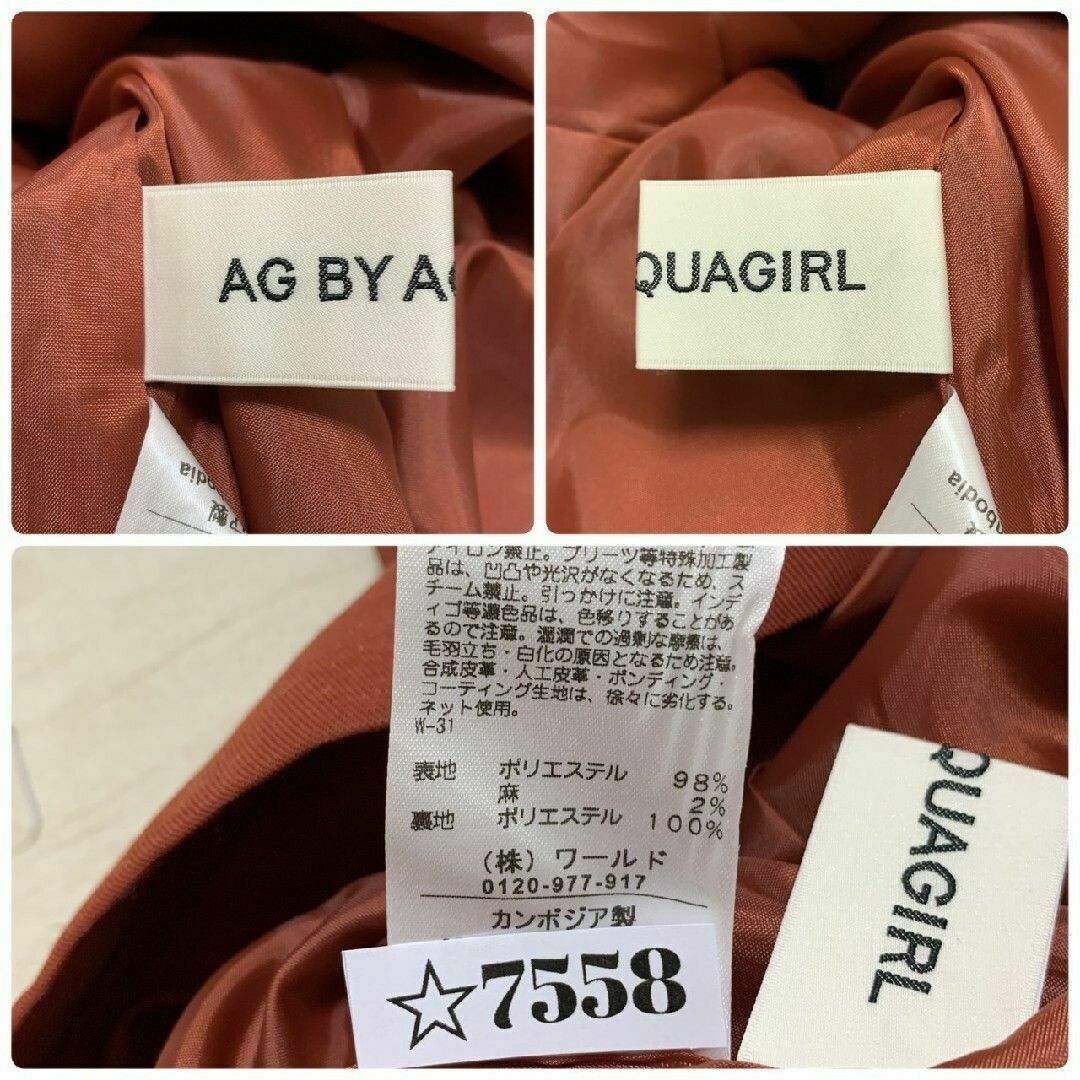 AG BY A
QUAGIRL
bodia
ア製
mbodia
アイロン禁止。プリーツ等特殊加工製
品は、凹凸や光沢がなくなるため、ス
チーム禁止。引っかけに注意。インデ
ィゴ等濃色品は、色移りすることがあ
るので注意。湿潤での過剰な摩擦は、
毛羽立ち・白化の原因となるため注意。
合成皮革・人工皮革・ボンディング・
コーティング生地は、徐々に劣化する。
ネット使用。
W-31
表地 ポリエステル 98%
麻 2%
裏地 ポリエステル 100%
(株) ワールド
0120-977-917
カンボジア製
☆7558
QUAGIRL